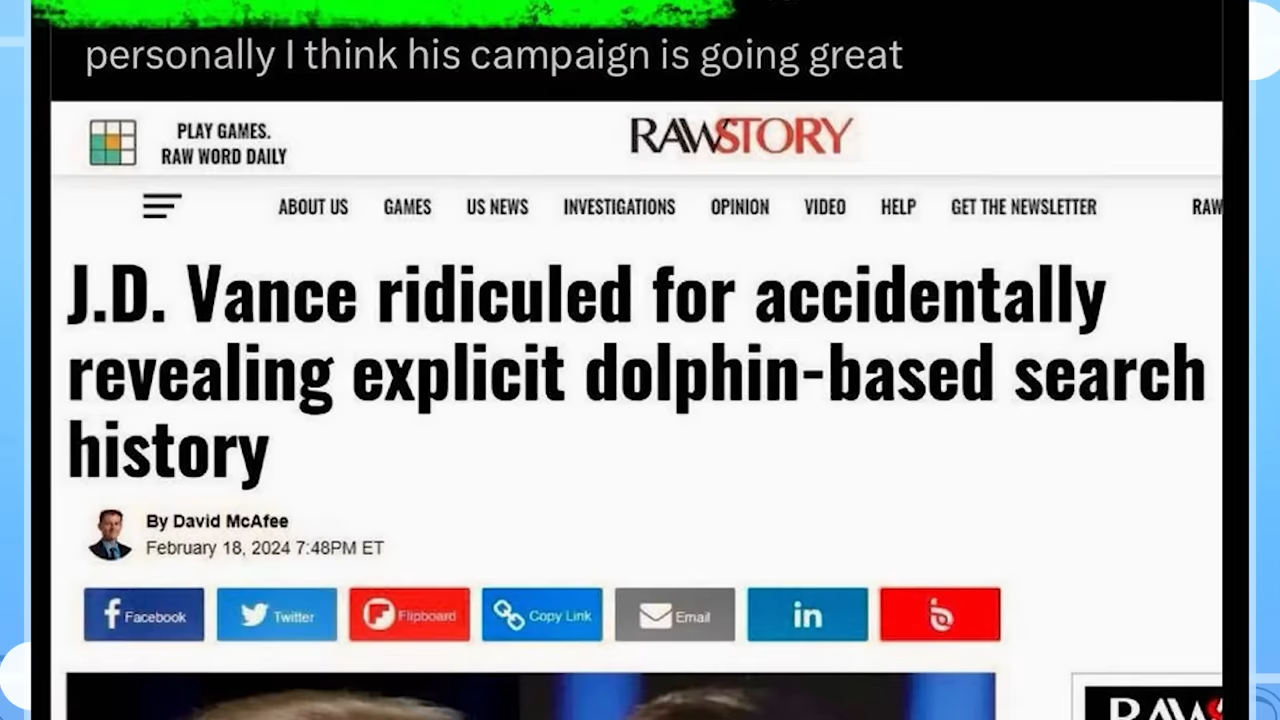 personally I think his campaign is going great
PLAY GAMES.
RAW WORD DAILY
RAWSTORY
ABOUT US GAMES US NEWS INVESTIGATIONS OPINION VIDEO HELP GET THE NEWSLETTER RAW
J.D. Vance ridiculed for accidentally
revealing explicit dolphin-based search
history
By David McAfee
February 18, 2024 7:48PM ET
Facebook Twitter Flipboard Copy Link Email in